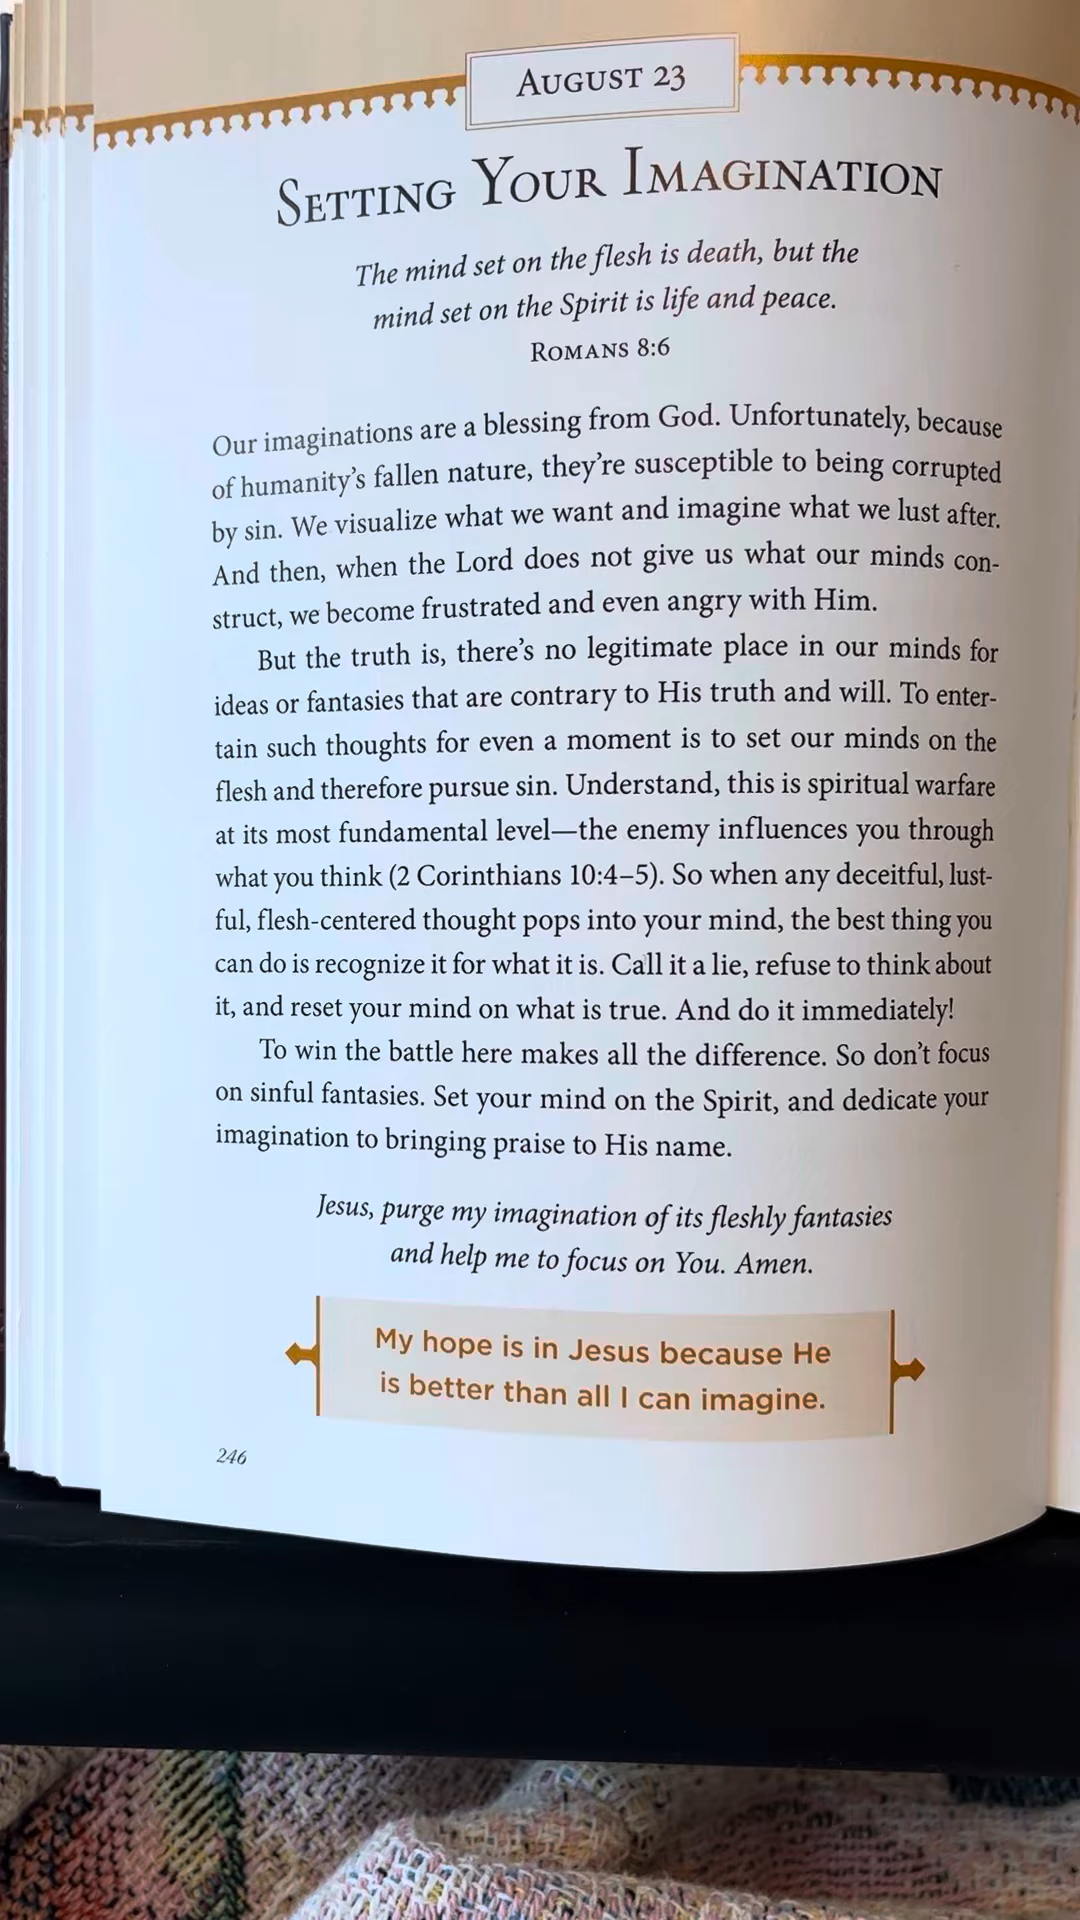 August 23
Setting Your Imagination
The mind set on the flesh is death, but the
mind set on the Spirit is life and peace.
Romans 8:6
Our imaginations are a blessing from God. Unfortunately, because
of humanity’s fallen nature, they’re susceptible to being corrupted
by sin. We visualize what we want and imagine what we lust after.
And then, when the Lord does not give us what our minds con-
struct, we become frustrated and even angry with Him.
But the truth is, there’s no legitimate place in our minds for
ideas or fantasies that are contrary to His truth and will. To enter-
tain such thoughts for even a moment is to set our minds on the
flesh and therefore pursue sin. Understand, this is spiritual warfare
at its most fundamental level—the enemy influences you through
what you think (2 Corinthians 10:4–5). So when any deceitful, lust-
ful, flesh-centered thought pops into your mind, the best thing you
can do is recognize it for what it is. Call it a lie, refuse to think about
it, and reset your mind on what is true. And do it immediately!
To win the battle here makes all the difference. So don’t focus
on sinful fantasies. Set your mind on the Spirit, and dedicate your
imagination to bringing praise to His name.
Jesus, purge my imagination of its fleshly fantasies
and help me to focus on You. Amen.
My hope is in Jesus because He
is better than all I can imagine.
246